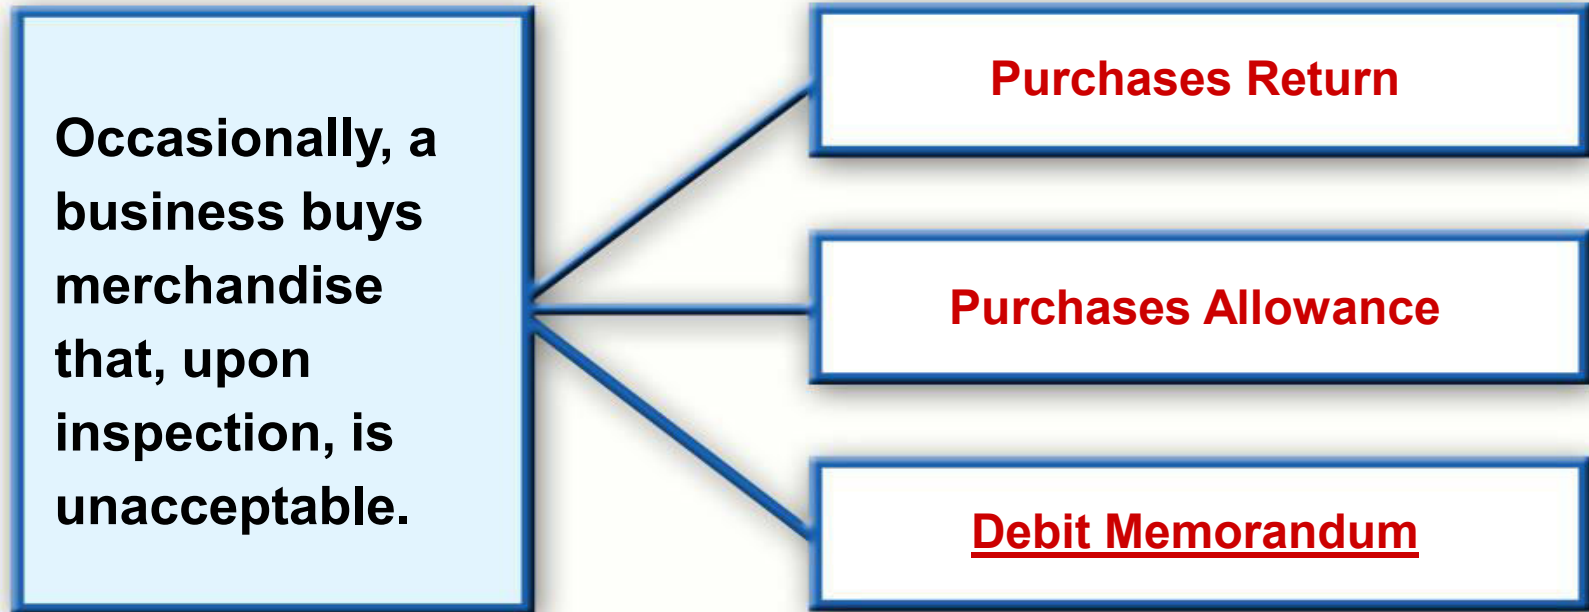 Occasionally, a
business buys
merchandise
that, upon
inspection, is
unacceptable.
Purchases Return
Purchases Allowance
Debit Memorandum